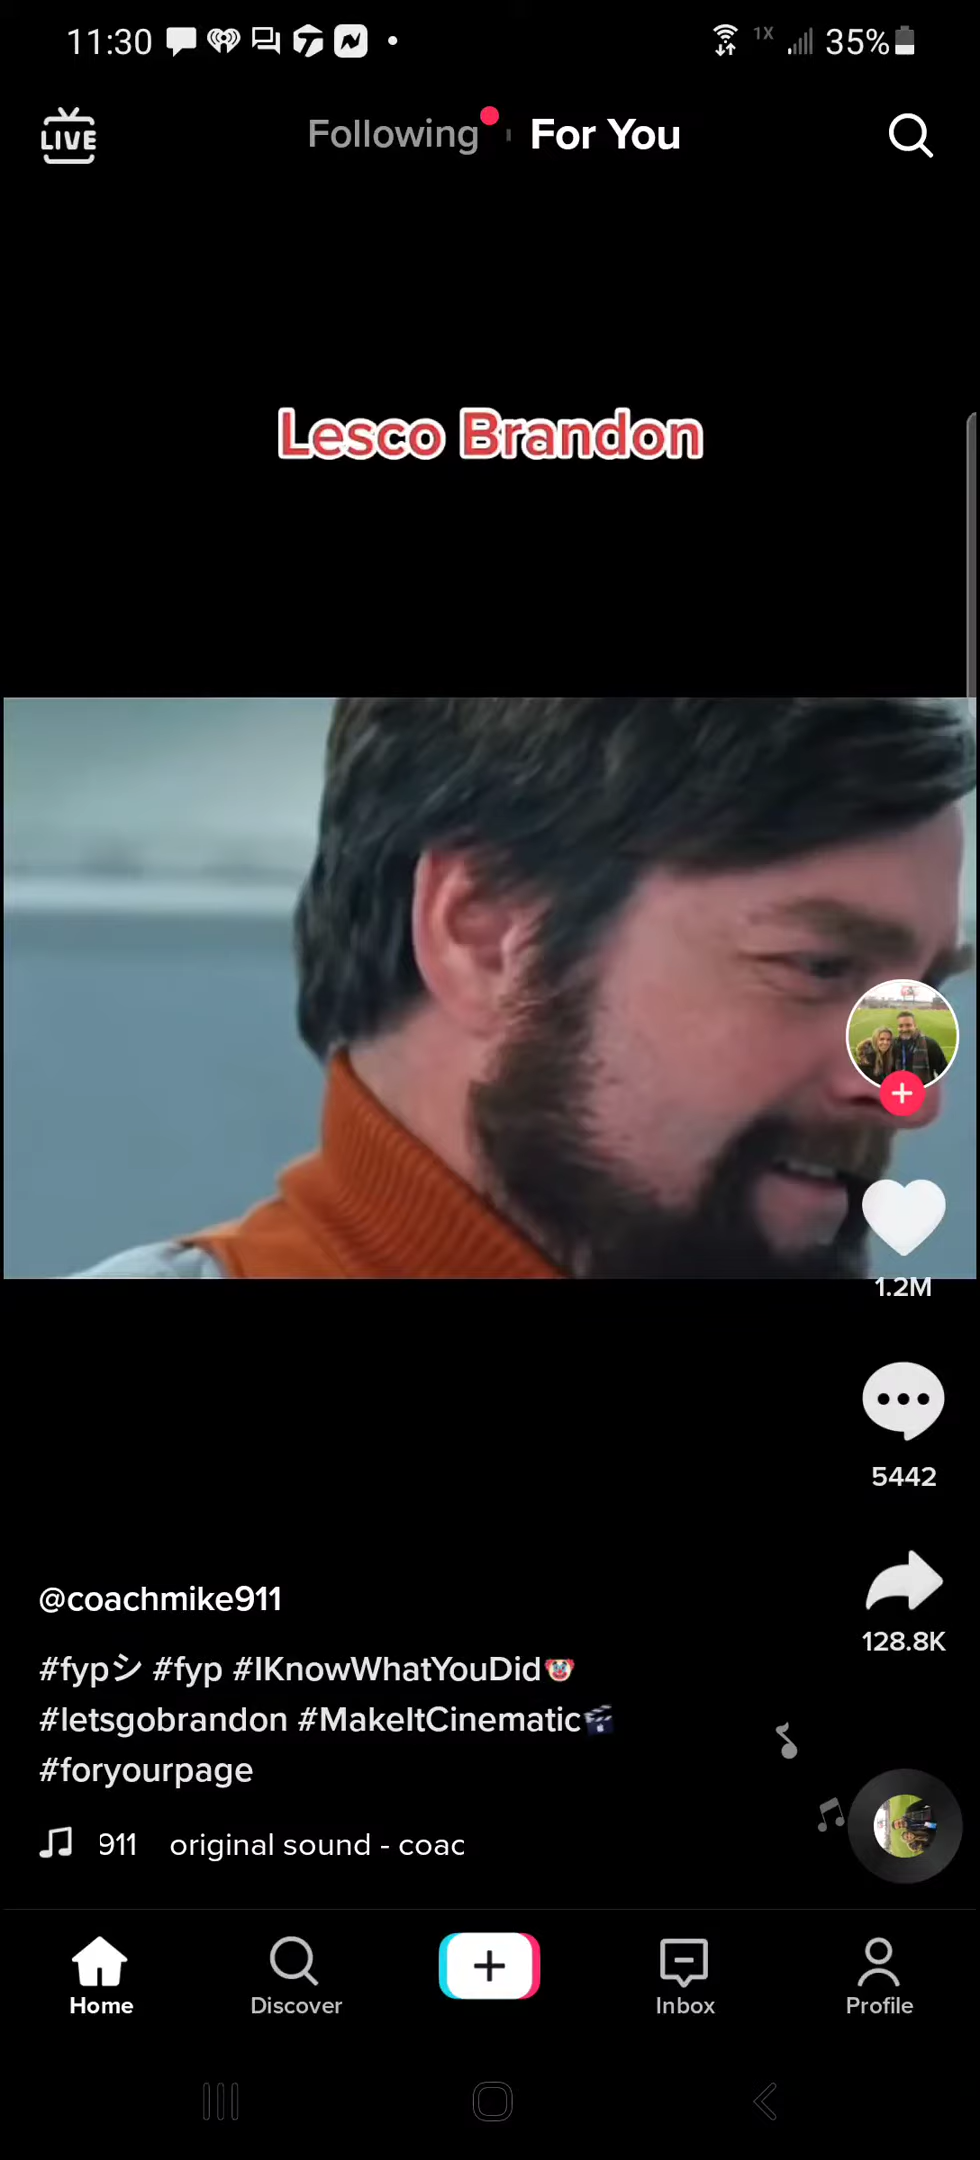 11:30
1X
35%
LIVE
Following
For You
Lesco Brandon
1.2M
5442
128.8K
@coachmike911
#fypシ #fyp #IKnowWhatYouDid🤡
#letsgobrandon #MakeItCinematic🎬
#foryourpage
911 original sound - coac
Home
Discover
Inbox
Profile